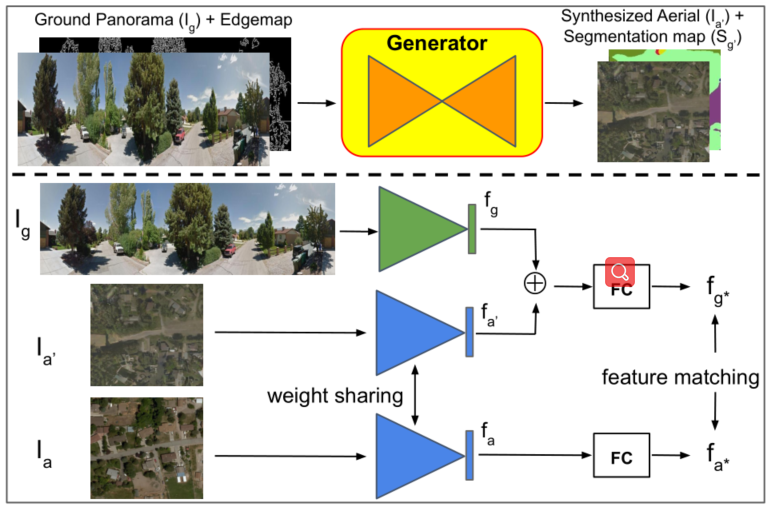 Ground Panorama (Ig) + Edgemap
Synthesized Aerial (Ia') +
Segmentation map (Sg')
Generator
Ig
fg
FC
fg*
Ia'
fa'
weight sharing
feature matching
Ia
fa
FC
fa*